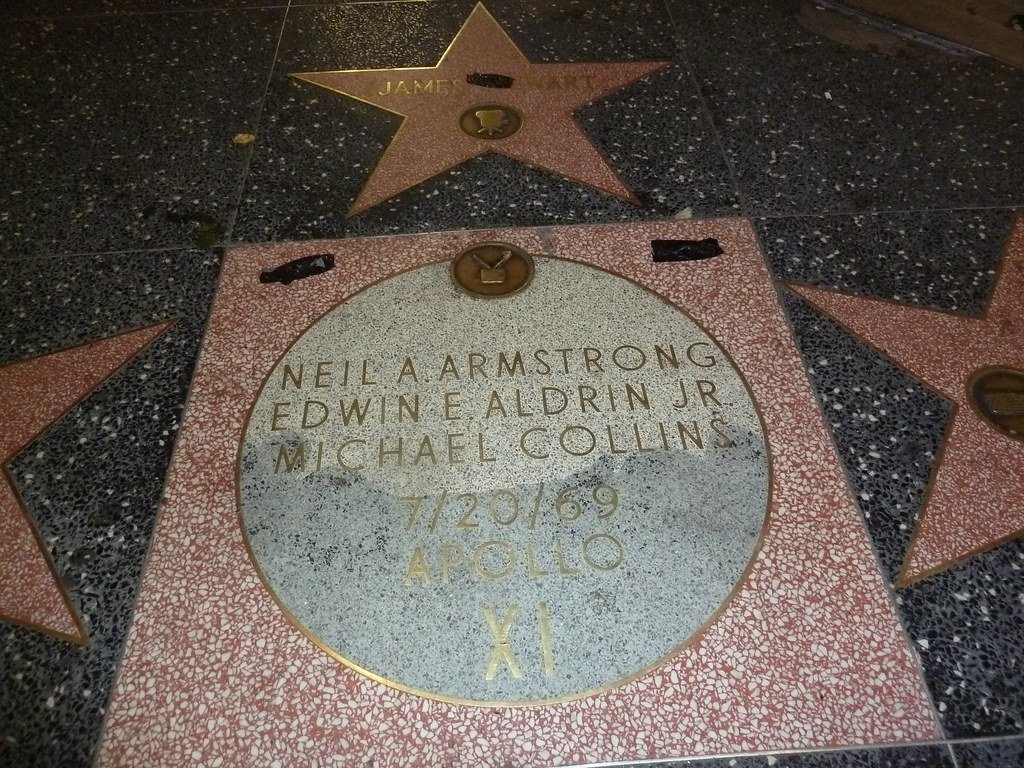 JAMES
NEIL A. ARMSTRONG
EDWIN E ALDRIN JR.
MICHAEL COLLINS
7/20/69
APOLLO
XI